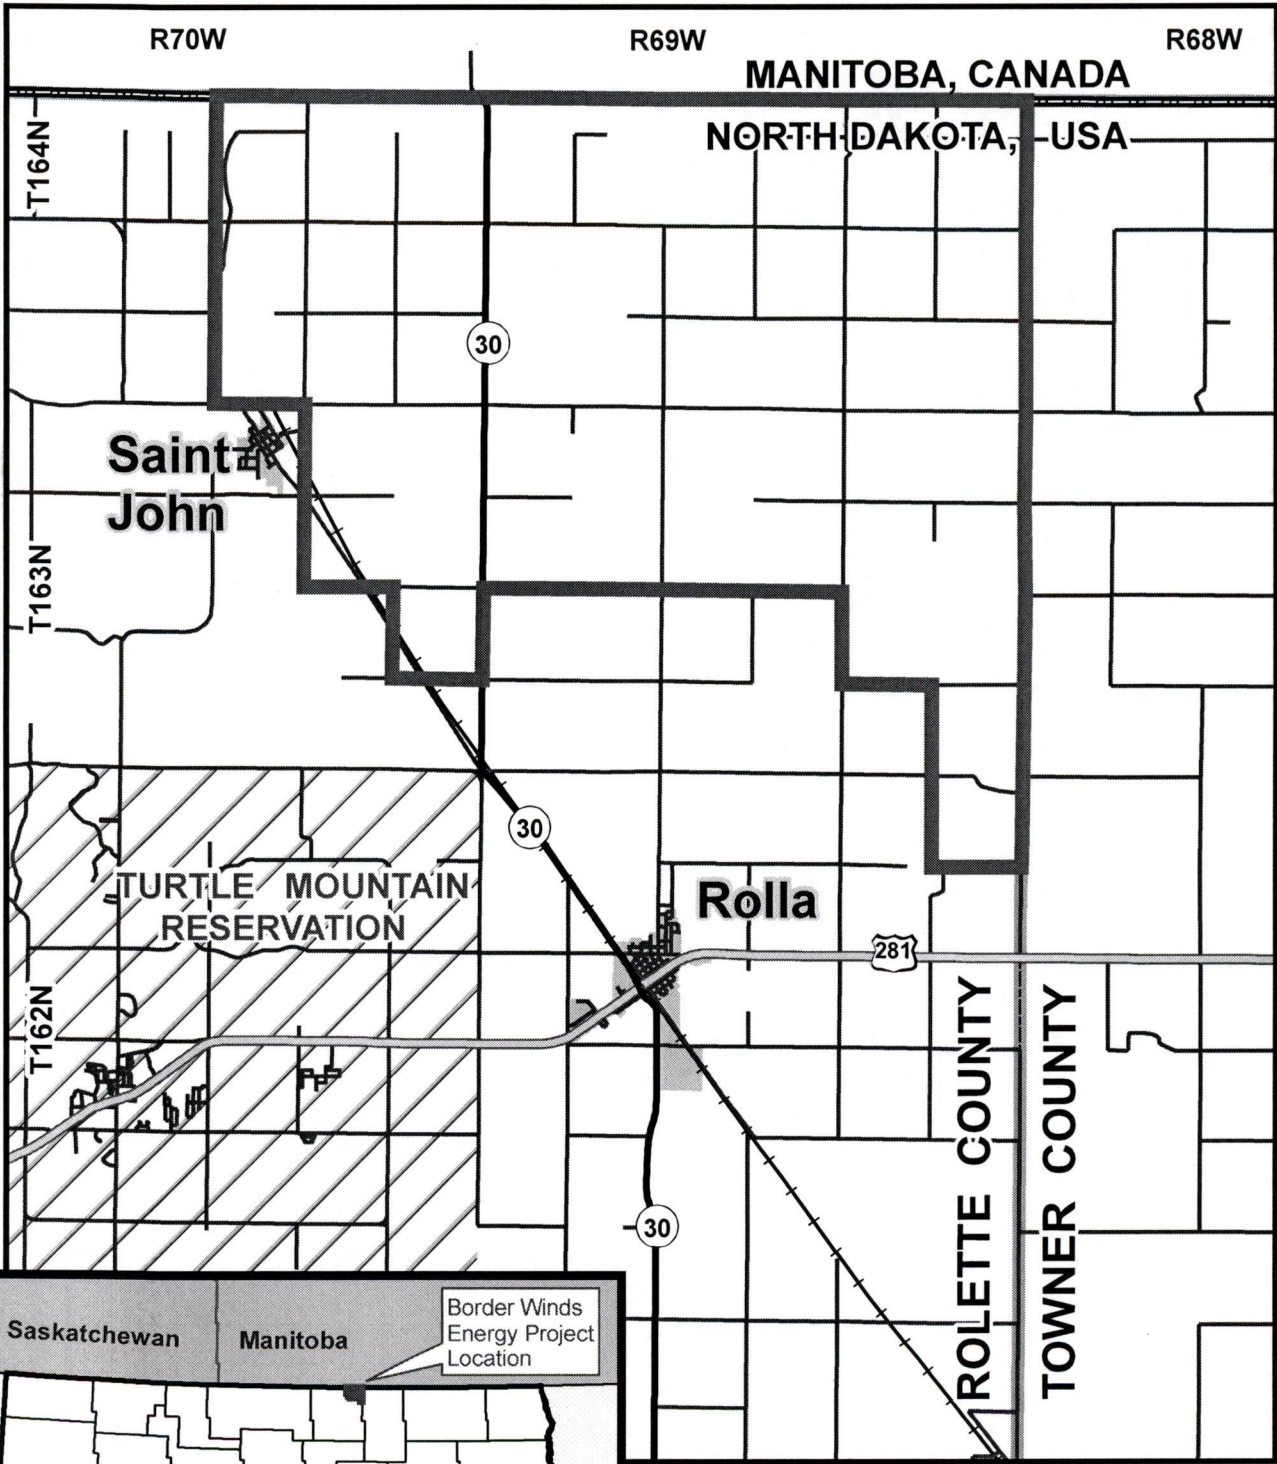 R70W
R69W
R68W
MANITOBA, CANADA
NORTH DAKOTA, USA
T164N
30
Saint
John
T163N
30
TURTLE MOUNTAIN
RESERVATION
Rolla
281
T162N
ROLETTE COUNTY
TOWNER COUNTY
30
Saskatchewan
Manitoba
Border Winds
Energy Project
Location